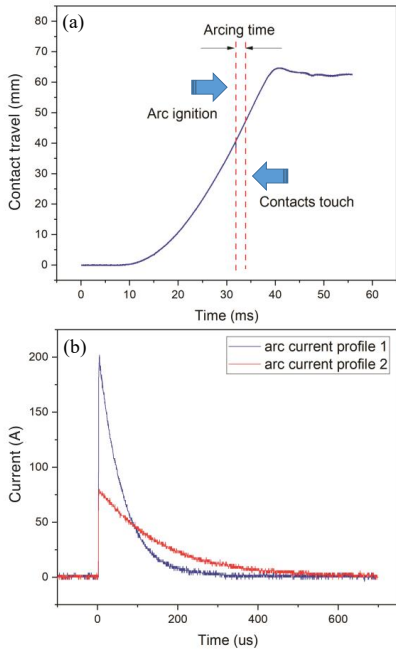 (a)
Arcing time
Arc ignition
Contacts touch
Contact travel (mm)
70
60
50
40
30
20
10
0
0 10 20 30 40 50 60
Time (ms)
(b)
arc current profile 1
arc current profile 2
Currrent (A)
200
150
100
50
0
0 200 400 600
Time (us)